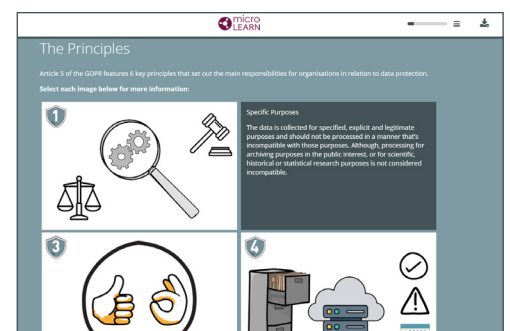 micro
LEARN
The Principles
Article 5 of the GDPR features 6 key principles that set out the main responsibilities for organisations in relation to data protection.
Select each image below for more information:
1
Specific Purposes
The data is collected for specified, explicit and legitimate
purposes and should not be processed in a manner that's
incompatible with those purposes. Although, processing for
archiving purposes in the public interest, or for scientific,
historical or statistical research purposes is not considered
incompatible.
3
4